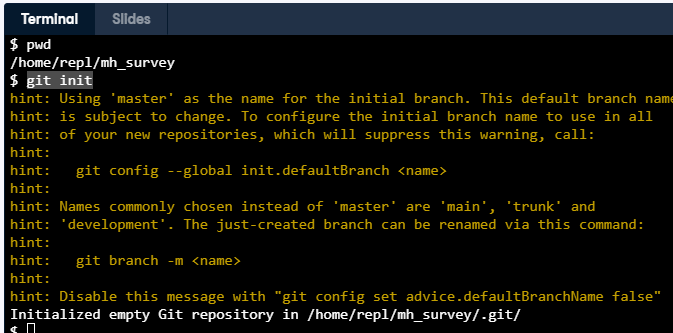 Terminal Slides
$ pwd
/home/repl/mh_survey
$ git init
hint: Using 'master' as the name for the initial branch. This default branch name
hint: is subject to change. To configure the initial branch name to use in all
hint: of your new repositories, which will suppress this warning, call:
hint:
hint:   git config --global init.defaultBranch <name>
hint:
hint: Names commonly chosen instead of 'master' are 'main', 'trunk' and
hint: 'development'. The just-created branch can be renamed via this command:
hint:
hint:   git branch -m <name>
hint:
hint: Disable this message with "git config set advice.defaultBranchName false"
Initialized empty Git repository in /home/repl/mh_survey/.git/
$